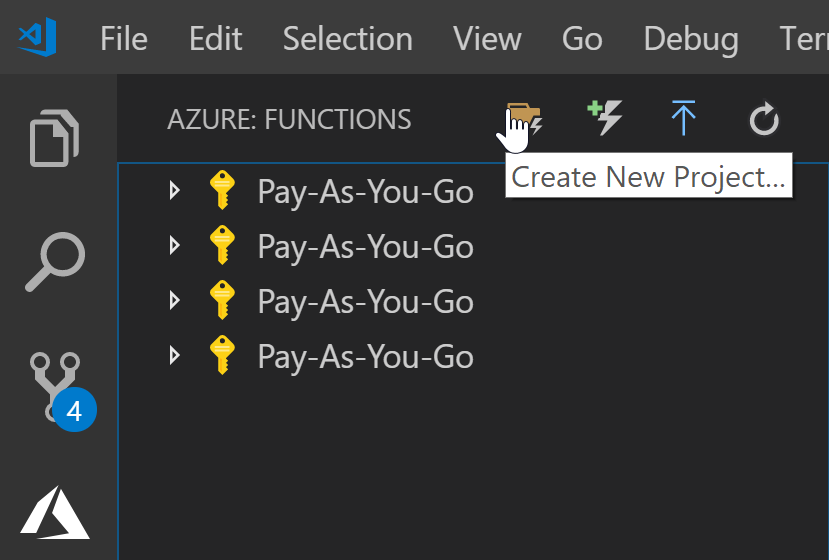 File Edit Selection View Go Debug
AZURE: FUNCTIONS
Create New Project...
Pay-As-You-Go
Pay-As-You-Go
Pay-As-You-Go
Pay-As-You-Go
4